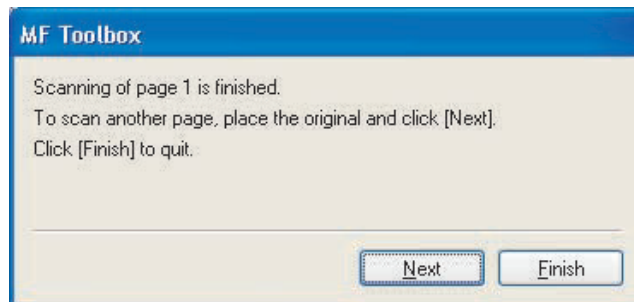 MF Toolbox
Scanning of page 1 is finished.
To scan another page, place the original and click [Next].
Click [Finish] to quit.
Next
Finish